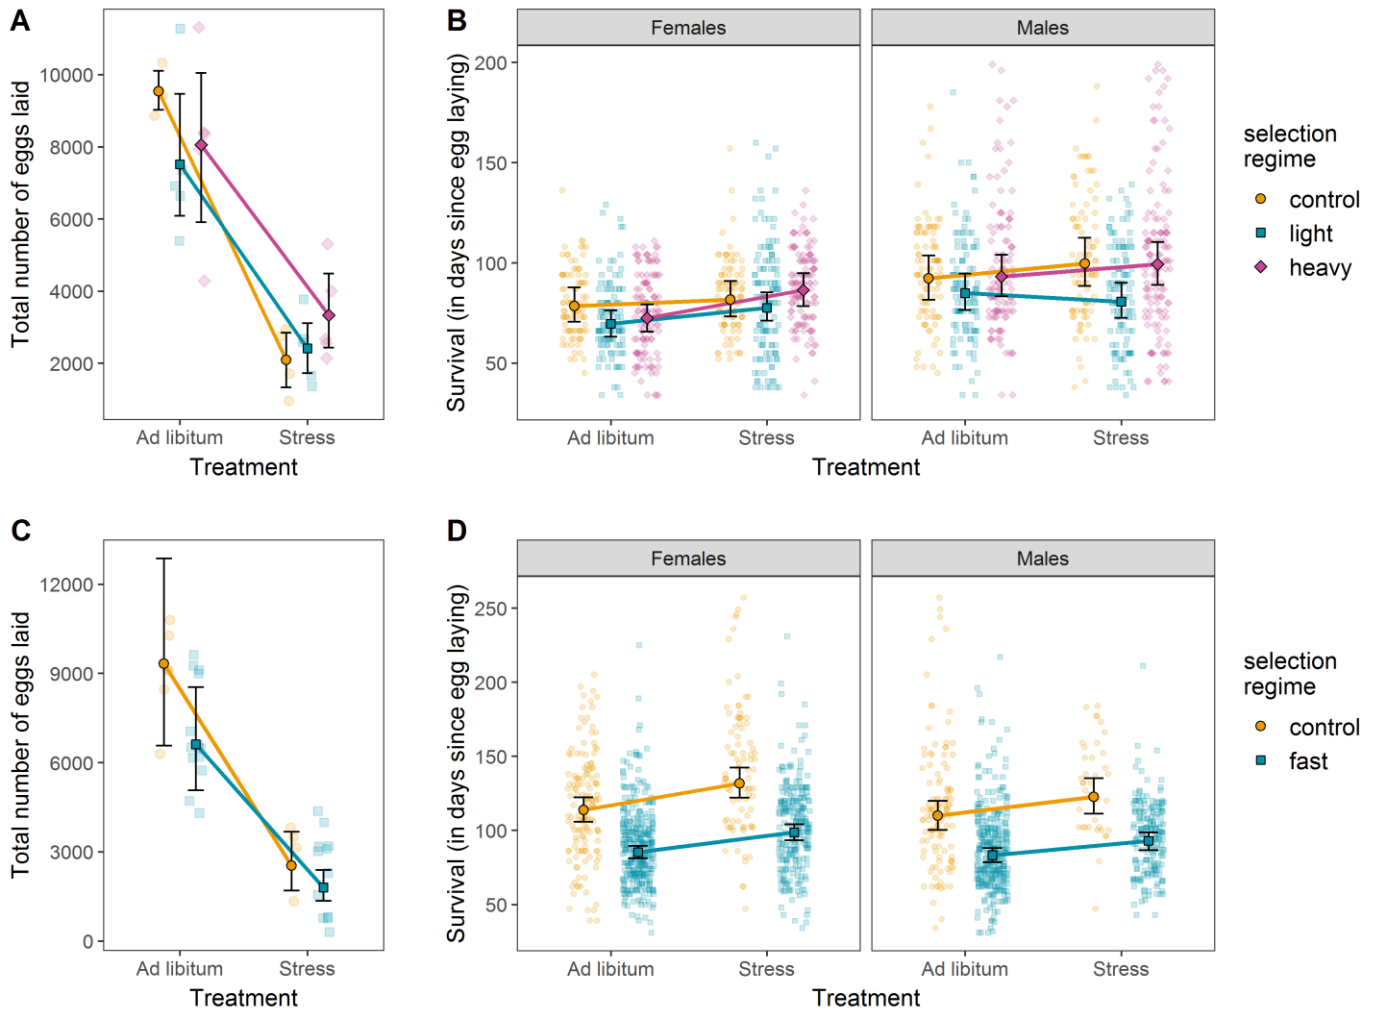 A
Total number of eggs laid
10000
8000
6000
4000
2000
Ad libitum
Stress
Treatment
B
Survival (in days since egg laying)
Females
Males
200
150
100
50
Ad libitum
Stress
Ad libitum
Stress
Treatment
selection
regime
control
light
heavy
C
Total number of eggs laid
12000
9000
6000
3000
0
Ad libitum
Stress
Treatment
D
Survival (in days since egg laying)
Females
Males
250
200
150
100
50
Ad libitum
Stress
Ad libitum
Stress
Treatment
selection
regime
control
fast